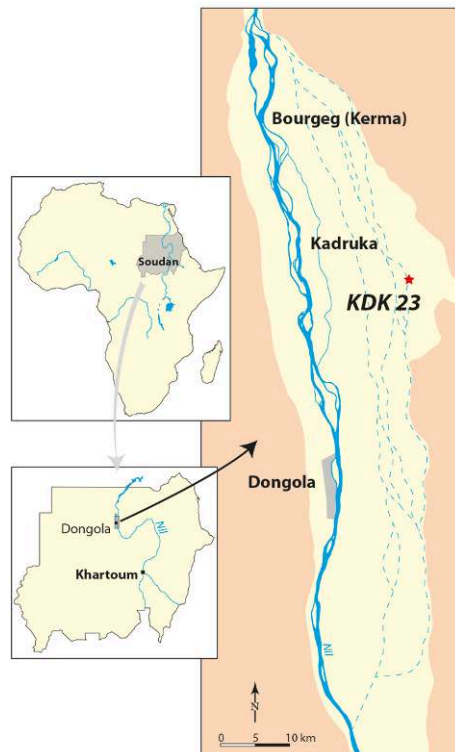 Soudan
Dongola
Nil
Khartoum
Bourgeg (Kerma)
Kadruka
KDK 23
Dongola
Nil
N
0 5 10 km